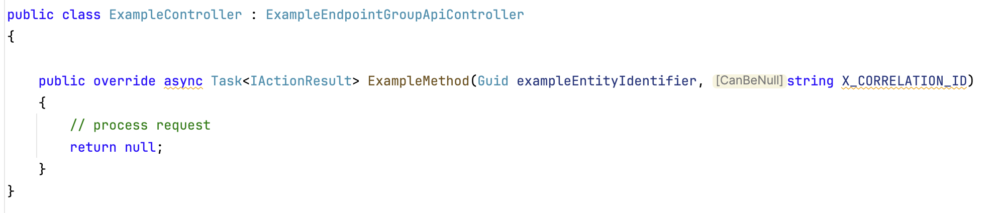 public class ExampleController : ExampleEndpointGroupApiController
{
public override async Task<IActionResult> ExampleMethod(Guid exampleEntityIdentifier, [CanBeNull] string X_CORRELATION_ID)
{
// process request
return null;
}
}